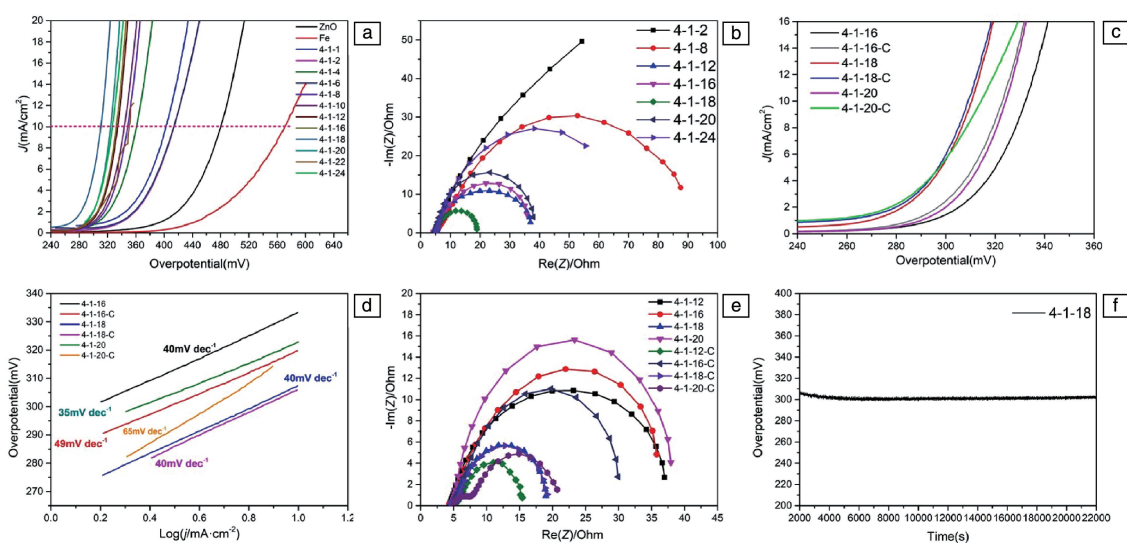 a
J(mA/cm²)
20
18
16
14
12
10
8
6
4
2
0
240 280 320 360 400 440 480 520 560 600 640
Overpotential(mV)
ZnO
Fe
4-1-1
4-1-2
4-1-4
4-1-6
4-1-8
4-1-10
4-1-12
4-1-16
4-1-18
4-1-20
4-1-22
4-1-24
b
-Im(Z)/Ohm
50
40
30
20
10
0
0 10 20 30 40 50 60 70 80 90 100
Re(Z)/Ohm
4-1-2
4-1-8
4-1-12
4-1-16
4-1-18
4-1-20
4-1-24
c
J(mA/cm²)
16
14
12
10
8
6
4
2
0
240 260 280 300 320 340 360
Overpotential(mV)
4-1-16
4-1-16-C
4-1-18
4-1-18-C
4-1-20
4-1-20-C
d
Overpotential(mV)
340
330
320
310
300
290
280
270
0.0 0.2 0.4 0.6 0.8 1.0 1.2
Log(j/mA·cm⁻²)
4-1-16
4-1-16-C
4-1-18
4-1-18-C
4-1-20
4-1-20-C
40mV dec⁻¹
40mV dec⁻¹
35mV dec⁻¹
65mV dec⁻¹
49mV dec⁻¹
40mV dec⁻¹
e
-Im(Z)/Ohm
20
18
16
14
12
10
8
6
4
2
0
0 5 10 15 20 25 30 35 40 45
Re(Z)/Ohm
4-1-12
4-1-16
4-1-18
4-1-20
4-1-12-C
4-1-16-C
4-1-18-C
4-1-20-C
f
Overpotential(mV)
400
380
360
340
320
300
280
260
240
220
200
2000 4000 6000 8000 10000 12000 14000 16000 18000 20000 22000
Time(s)
4-1-18